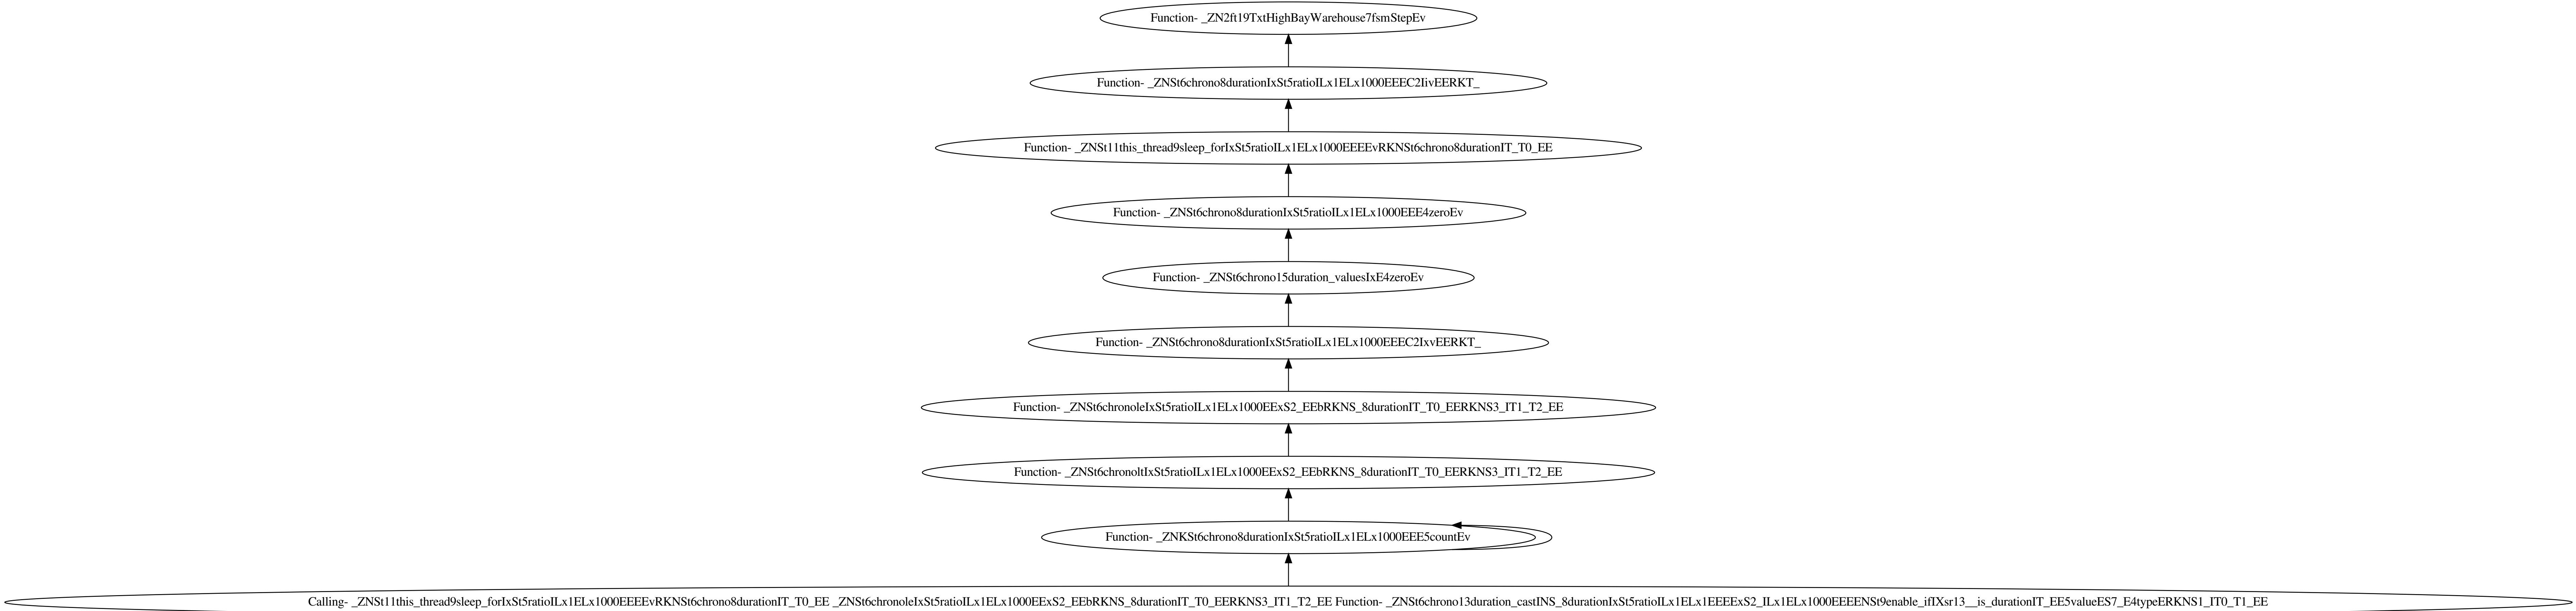 Function- _ZN2ft19TxtHighBayWarehouse7fsmStepEv
Function- _ZNSt6chrono8durationIxSt5ratioILx1ELx1000EEEC2IivEERKT_
Function- _ZNSt11this_thread9sleep_forIxSt5ratioILx1ELx1000EEEEvRKNSt6chrono8durationIT_T0_EE
Function- _ZNSt6chrono8durationIxSt5ratioILx1ELx1000EEE4zeroEv
Function- _ZNSt6chrono15duration_valuesIxE4zeroEv
Function- _ZNSt6chrono8durationIxSt5ratioILx1ELx1000EEEC2IxvEERKT_
Function- _ZNSt6chronoleIxSt5ratioILx1ELx1000EExS2_EEbRKNS_8durationIT_T0_EERKNS3_IT1_T2_EE
Function- _ZNSt6chronoltIxSt5ratioILx1ELx1000EExS2_EEbRKNS_8durationIT_T0_EERKNS3_IT1_T2_EE
Function- _ZNKSt6chrono8durationIxSt5ratioILx1ELx1000EEE5countEv
Calling- _ZNSt11this_thread9sleep_forIxSt5ratioILx1ELx1000EEEEvRKNSt6chrono8durationIT_T0_EE _ZNSt6chronoleIxSt5ratioILx1ELx1000EExS2_EEbRKNS_8durationIT_T0_EERKNS3_IT1_T2_EE Function- _ZNSt6chrono13duration_castINS_8durationIxSt5ratioILx1ELx1EEEExS2_ILx1ELx1000EEEENSt9enable_ifIXsr13__is_durationIT_EE5valueES7_E4typeERKNS1_IT0_T1_EE